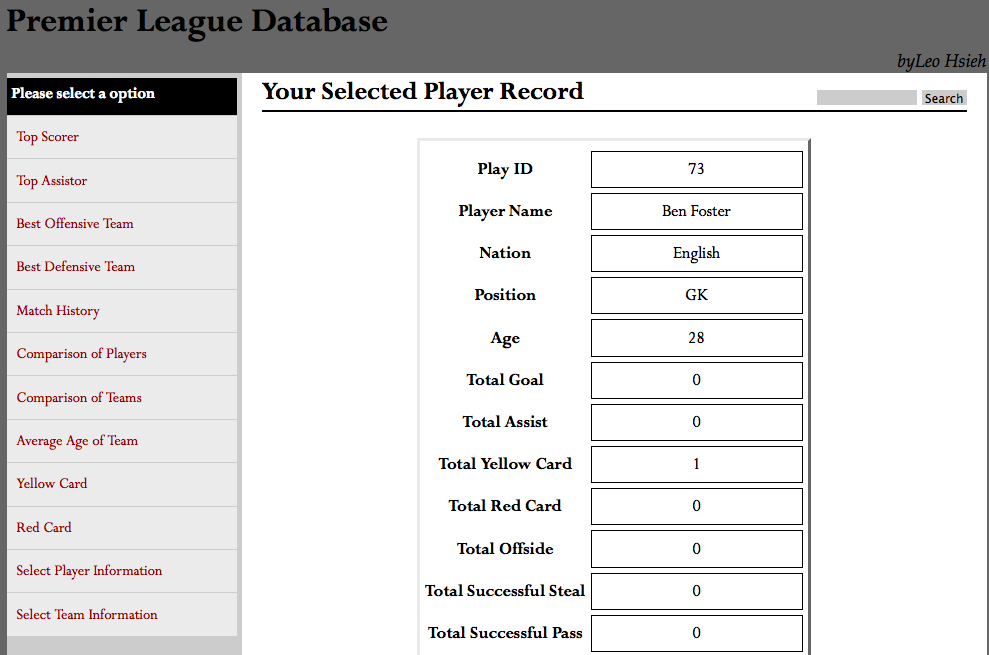 Premier League Database
byLeo Hsieh
Please select a option
Top Scorer
Top Assistor
Best Offensive Team
Best Defensive Team
Match History
Comparison of Players
Comparison of Teams
Average Age of Team
Yellow Card
Red Card
Select Player Information
Select Team Information
Your Selected Player Record
Search
Play ID 73
Player Name Ben Foster
Nation English
Position GK
Age 28
Total Goal 0
Total Assist 0
Total Yellow Card 1
Total Red Card 0
Total Offside 0
Total Successful Steal 0
Total Successful Pass 0